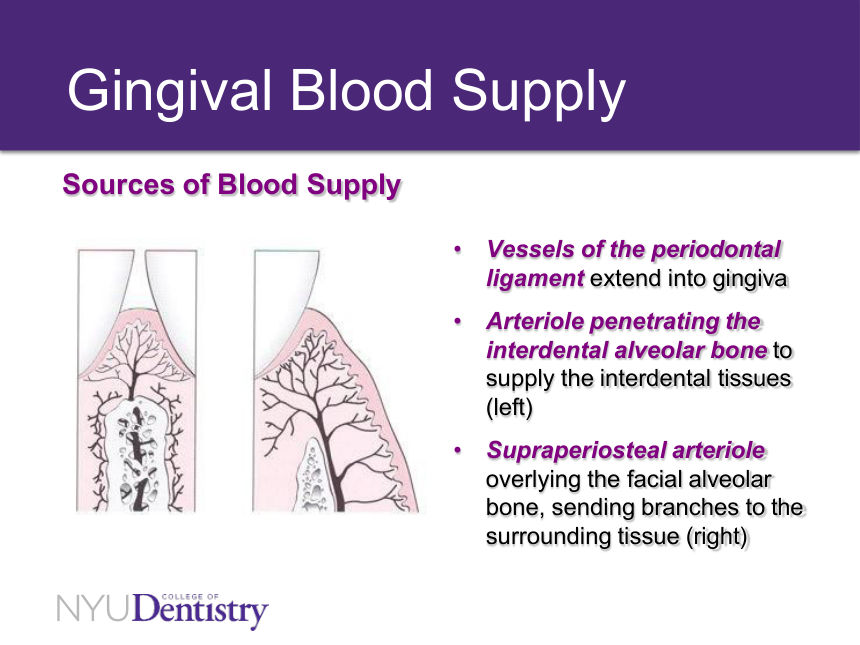 Gingival Blood Supply
Sources of Blood Supply
• Vessels of the periodontal
ligament extend into gingiva
• Arteriole penetrating the
interdental alveolar bone to
supply the interdental tissues
(left)
• Supraperiosteal arteriole
overlying the facial alveolar
bone, sending branches to the
surrounding tissue (right)
NYU COLLEGE OF
Dentistry